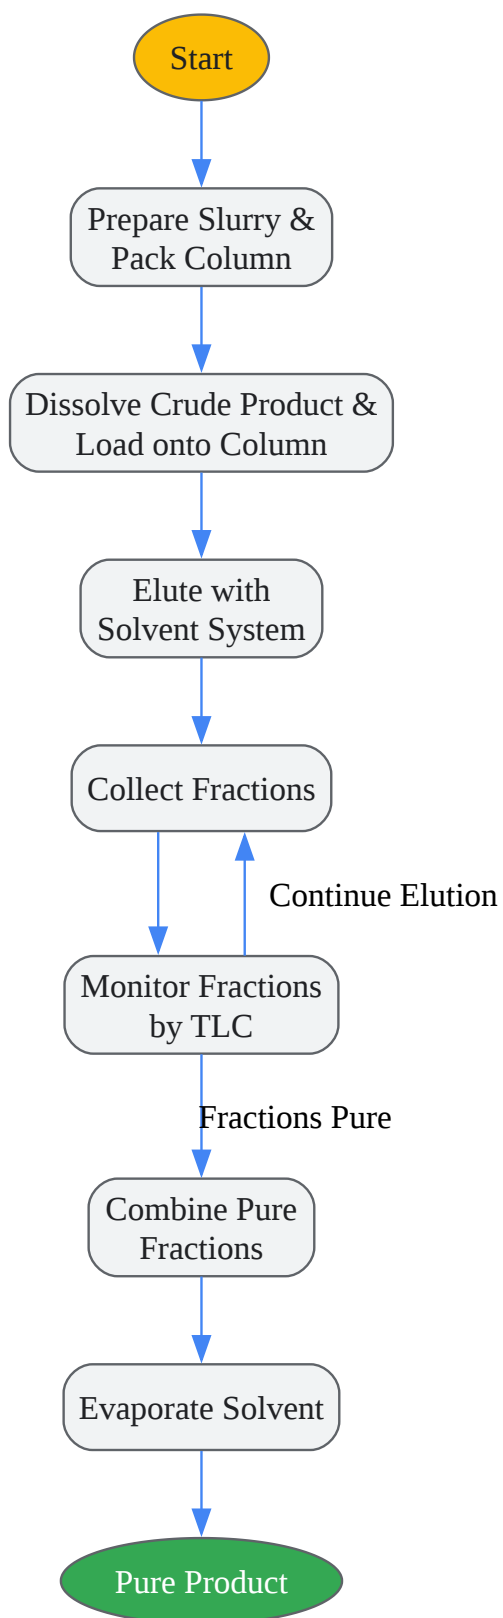 Start
Prepare Slurry &
Pack Column
Dissolve Crude Product &
Load onto Column
Elute with
Solvent System
Collect Fractions
Continue Elution
Monitor Fractions
by TLC
Fractions Pure
Combine Pure
Fractions
Evaporate Solvent
Pure Product